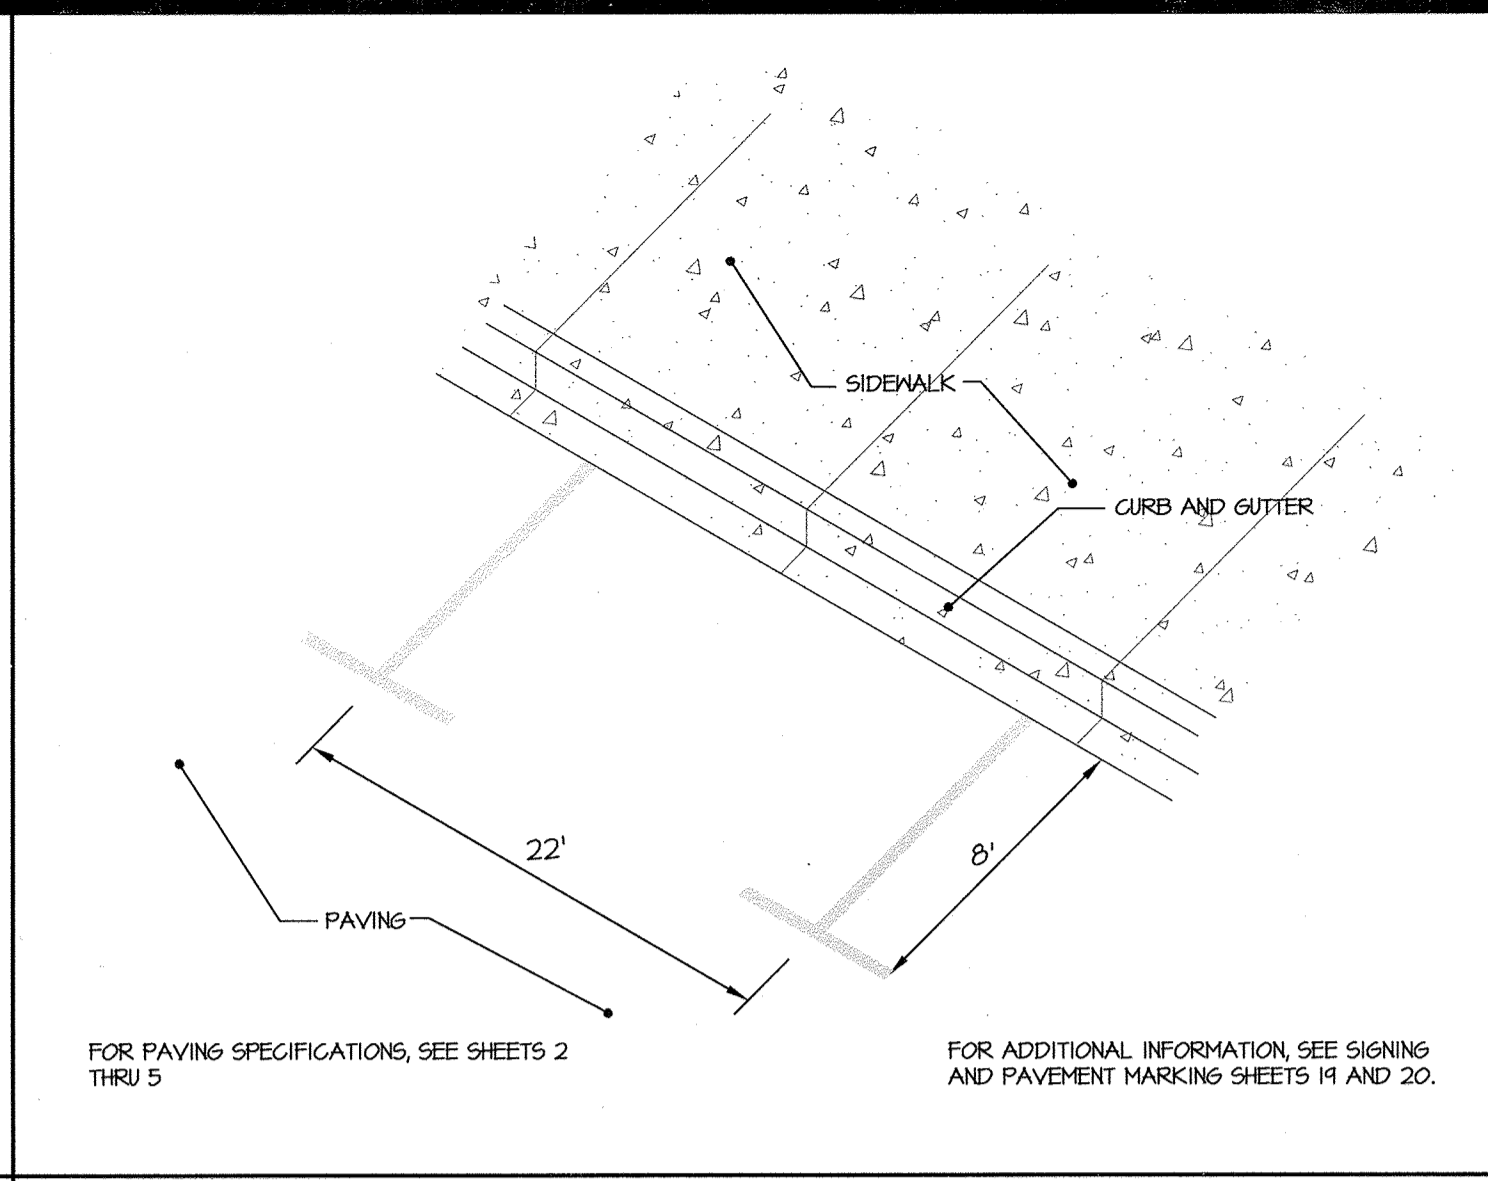 SIDEWALK
CURB AND GUTTER
22'
8'
PAVING
FOR PAVING SPECIFICATIONS, SEE SHEETS 2
THRU 5
FOR ADDITIONAL INFORMATION, SEE SIGNING
AND PAVEMENT MARKING SHEETS 19 AND 20.